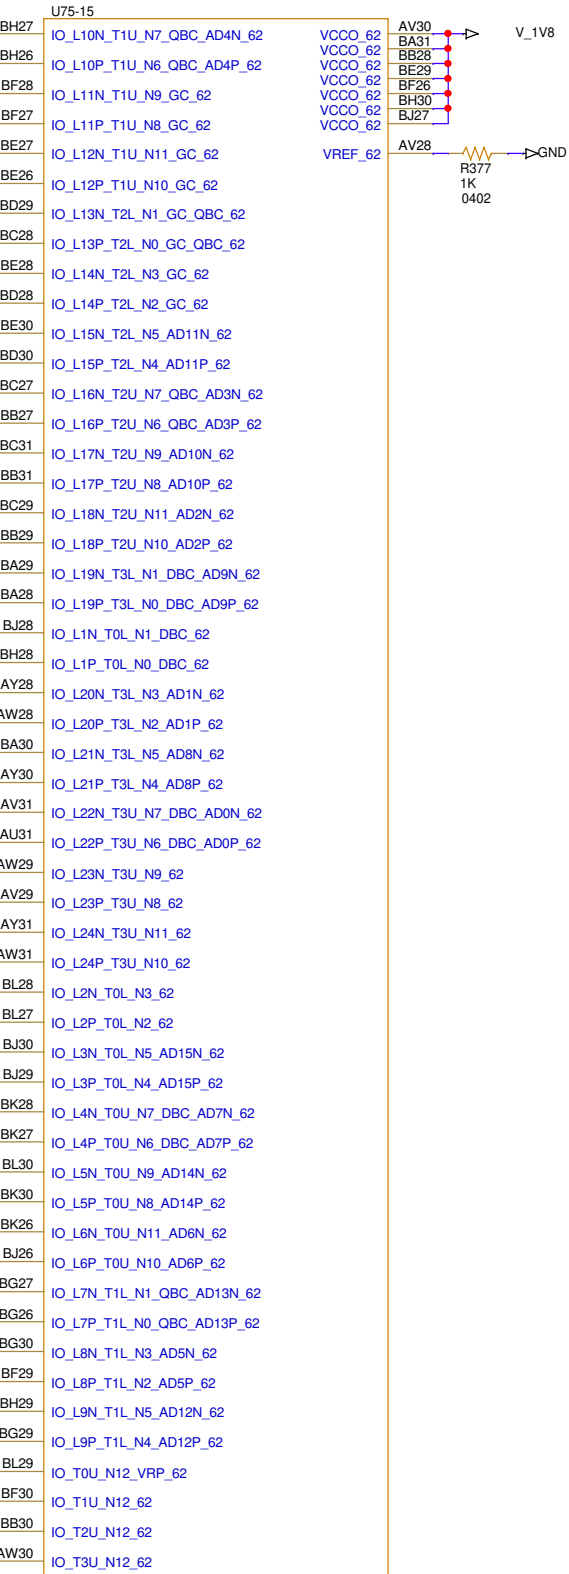 U75-15
BH27 IO_L10N_T1U_N7_QBC_AD4N_62 VCCO_62 AV30 V_1V8
VCCO_62 BA31
BH26 IO_L10P_T1U_N6_QBC_AD4P_62 VCCO_62 BB28
VCCO_62 BE29
BF28 IO_L11N_T1U_N9_GC_62 VCCO_62 BF26
VCCO_62 BH30
BF27 IO_L11P_T1U_N8_GC_62 VCCO_62 BJ27
BE27 IO_L12N_T1U_N11_GC_62 VREF_62 AV28 GND
R377
1K
0402
BE26 IO_L12P_T1U_N10_GC_62
BD29 IO_L13N_T2L_N1_GC_QBC_62
BC28 IO_L13P_T2L_N0_GC_QBC_62
BE28 IO_L14N_T2L_N3_GC_62
BD28 IO_L14P_T2L_N2_GC_62
BE30 IO_L15N_T2L_N5_AD11N_62
BD30 IO_L15P_T2L_N4_AD11P_62
BC27 IO_L16N_T2U_N7_QBC_AD3N_62
BB27 IO_L16P_T2U_N6_QBC_AD3P_62
BC31 IO_L17N_T2U_N9_AD10N_62
BB31 IO_L17P_T2U_N8_AD10P_62
BC29 IO_L18N_T2U_N11_AD2N_62
BB29 IO_L18P_T2U_N10_AD2P_62
BA29 IO_L19N_T3L_N1_DBC_AD9N_62
BA28 IO_L19P_T3L_N0_DBC_AD9P_62
BJ28 IO_L1N_T0L_N1_DBC_62
BH28 IO_L1P_T0L_N0_DBC_62
AY28 IO_L20N_T3L_N3_AD1N_62
AW28 IO_L20P_T3L_N2_AD1P_62
BA30 IO_L21N_T3L_N5_AD8N_62
AY30 IO_L21P_T3L_N4_AD8P_62
AV31 IO_L22N_T3U_N7_DBC_AD0N_62
AU31 IO_L22P_T3U_N6_DBC_AD0P_62
AW29 IO_L23N_T3U_N9_62
AV29 IO_L23P_T3U_N8_62
AY31 IO_L24N_T3U_N11_62
AW31 IO_L24P_T3U_N10_62
BL28 IO_L2N_T0L_N3_62
BL27 IO_L2P_T0L_N2_62
BJ30 IO_L3N_T0L_N5_AD15N_62
BJ29 IO_L3P_T0L_N4_AD15P_62
BK28 IO_L4N_T0U_N7_DBC_AD7N_62
BK27 IO_L4P_T0U_N6_DBC_AD7P_62
BL30 IO_L5N_T0U_N9_AD14N_62
BK30 IO_L5P_T0U_N8_AD14P_62
BK26 IO_L6N_T0U_N11_AD6N_62
BJ26 IO_L6P_T0U_N10_AD6P_62
BG27 IO_L7N_T1L_N1_QBC_AD13N_62
BG26 IO_L7P_T1L_N0_QBC_AD13P_62
BG30 IO_L8N_T1L_N3_AD5N_62
BF29 IO_L8P_T1L_N2_AD5P_62
BH29 IO_L9N_T1L_N5_AD12N_62
BG29 IO_L9P_T1L_N4_AD12P_62
BL29 IO_T0U_N12_VRP_62
BF30 IO_T1U_N12_62
BB30 IO_T2U_N12_62
AW30 IO_T3U_N12_62